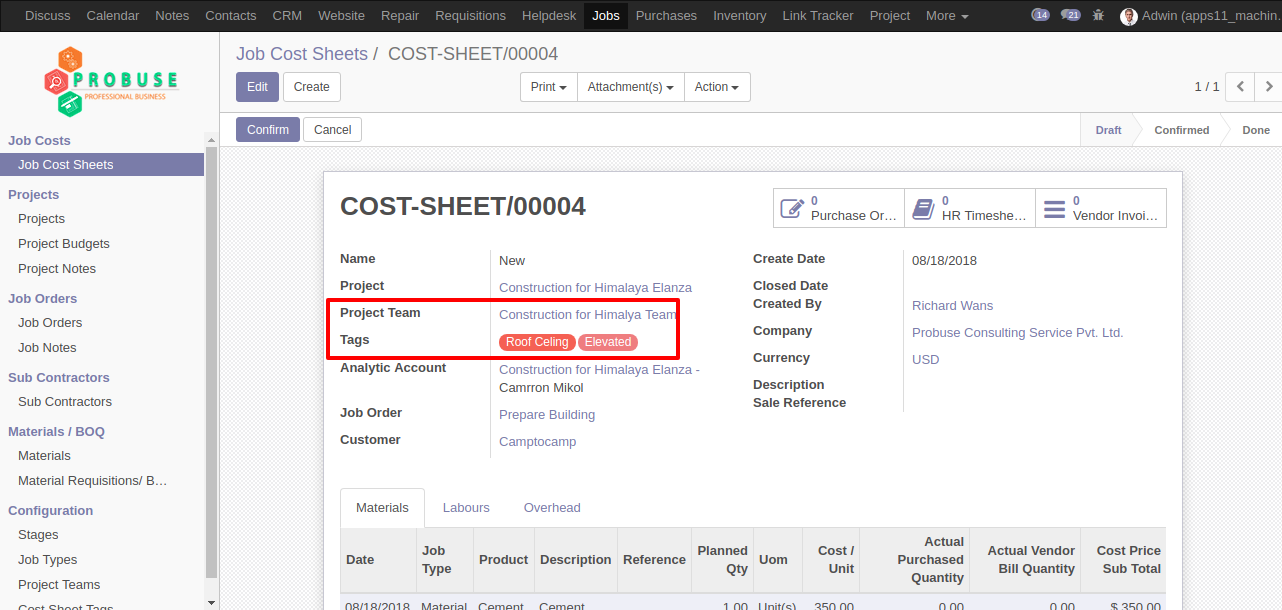 Discuss Calendar Notes Contacts CRM Website Repair Requisitions Helpdesk Jobs Purchases Inventory Link Tracker Project More 14 21 Adwin (apps11_machin.
PROBUSE
PROFESSIONAL BUSINESS
Job Costs
Job Cost Sheets
Projects
Projects
Project Budgets
Project Notes
Job Orders
Job Orders
Job Notes
Sub Contractors
Sub Contractors
Materials / BOQ
Materials
Material Requisitions/ B…
Configuration
Stages
Job Types
Project Teams
Cost Sheet Tags
Job Cost Sheets / COST-SHEET/00004
Edit Create Print Attachment(s) Action 1 / 1
Confirm Cancel Draft Confirmed Done
COST-SHEET/00004
0 Purchase Or…
0 HR Timeshe…
0 Vendor Invoi…
Name New
Project Construction for Himalaya Elanza
Project Team Construction for Himalya Team
Tags Roof Celing Elevated
Analytic Account Construction for Himalaya Elanza -
Camrron Mikol
Job Order Prepare Building
Customer Camptocamp
Create Date 08/18/2018
Closed Date
Created By Richard Wans
Company Probuse Consulting Service Pvt. Ltd.
Currency USD
Description
Sale Reference
Materials Labours Overhead
Date Job Type Product Description Reference Planned Qty Uom Cost / Unit Actual Purchased Quantity Actual Vendor Bill Quantity Cost Price Sub Total
08/18/2018 Material Cement Cement 1.00 Unit(s) 350.00 0.00 0.00 $ 350.00